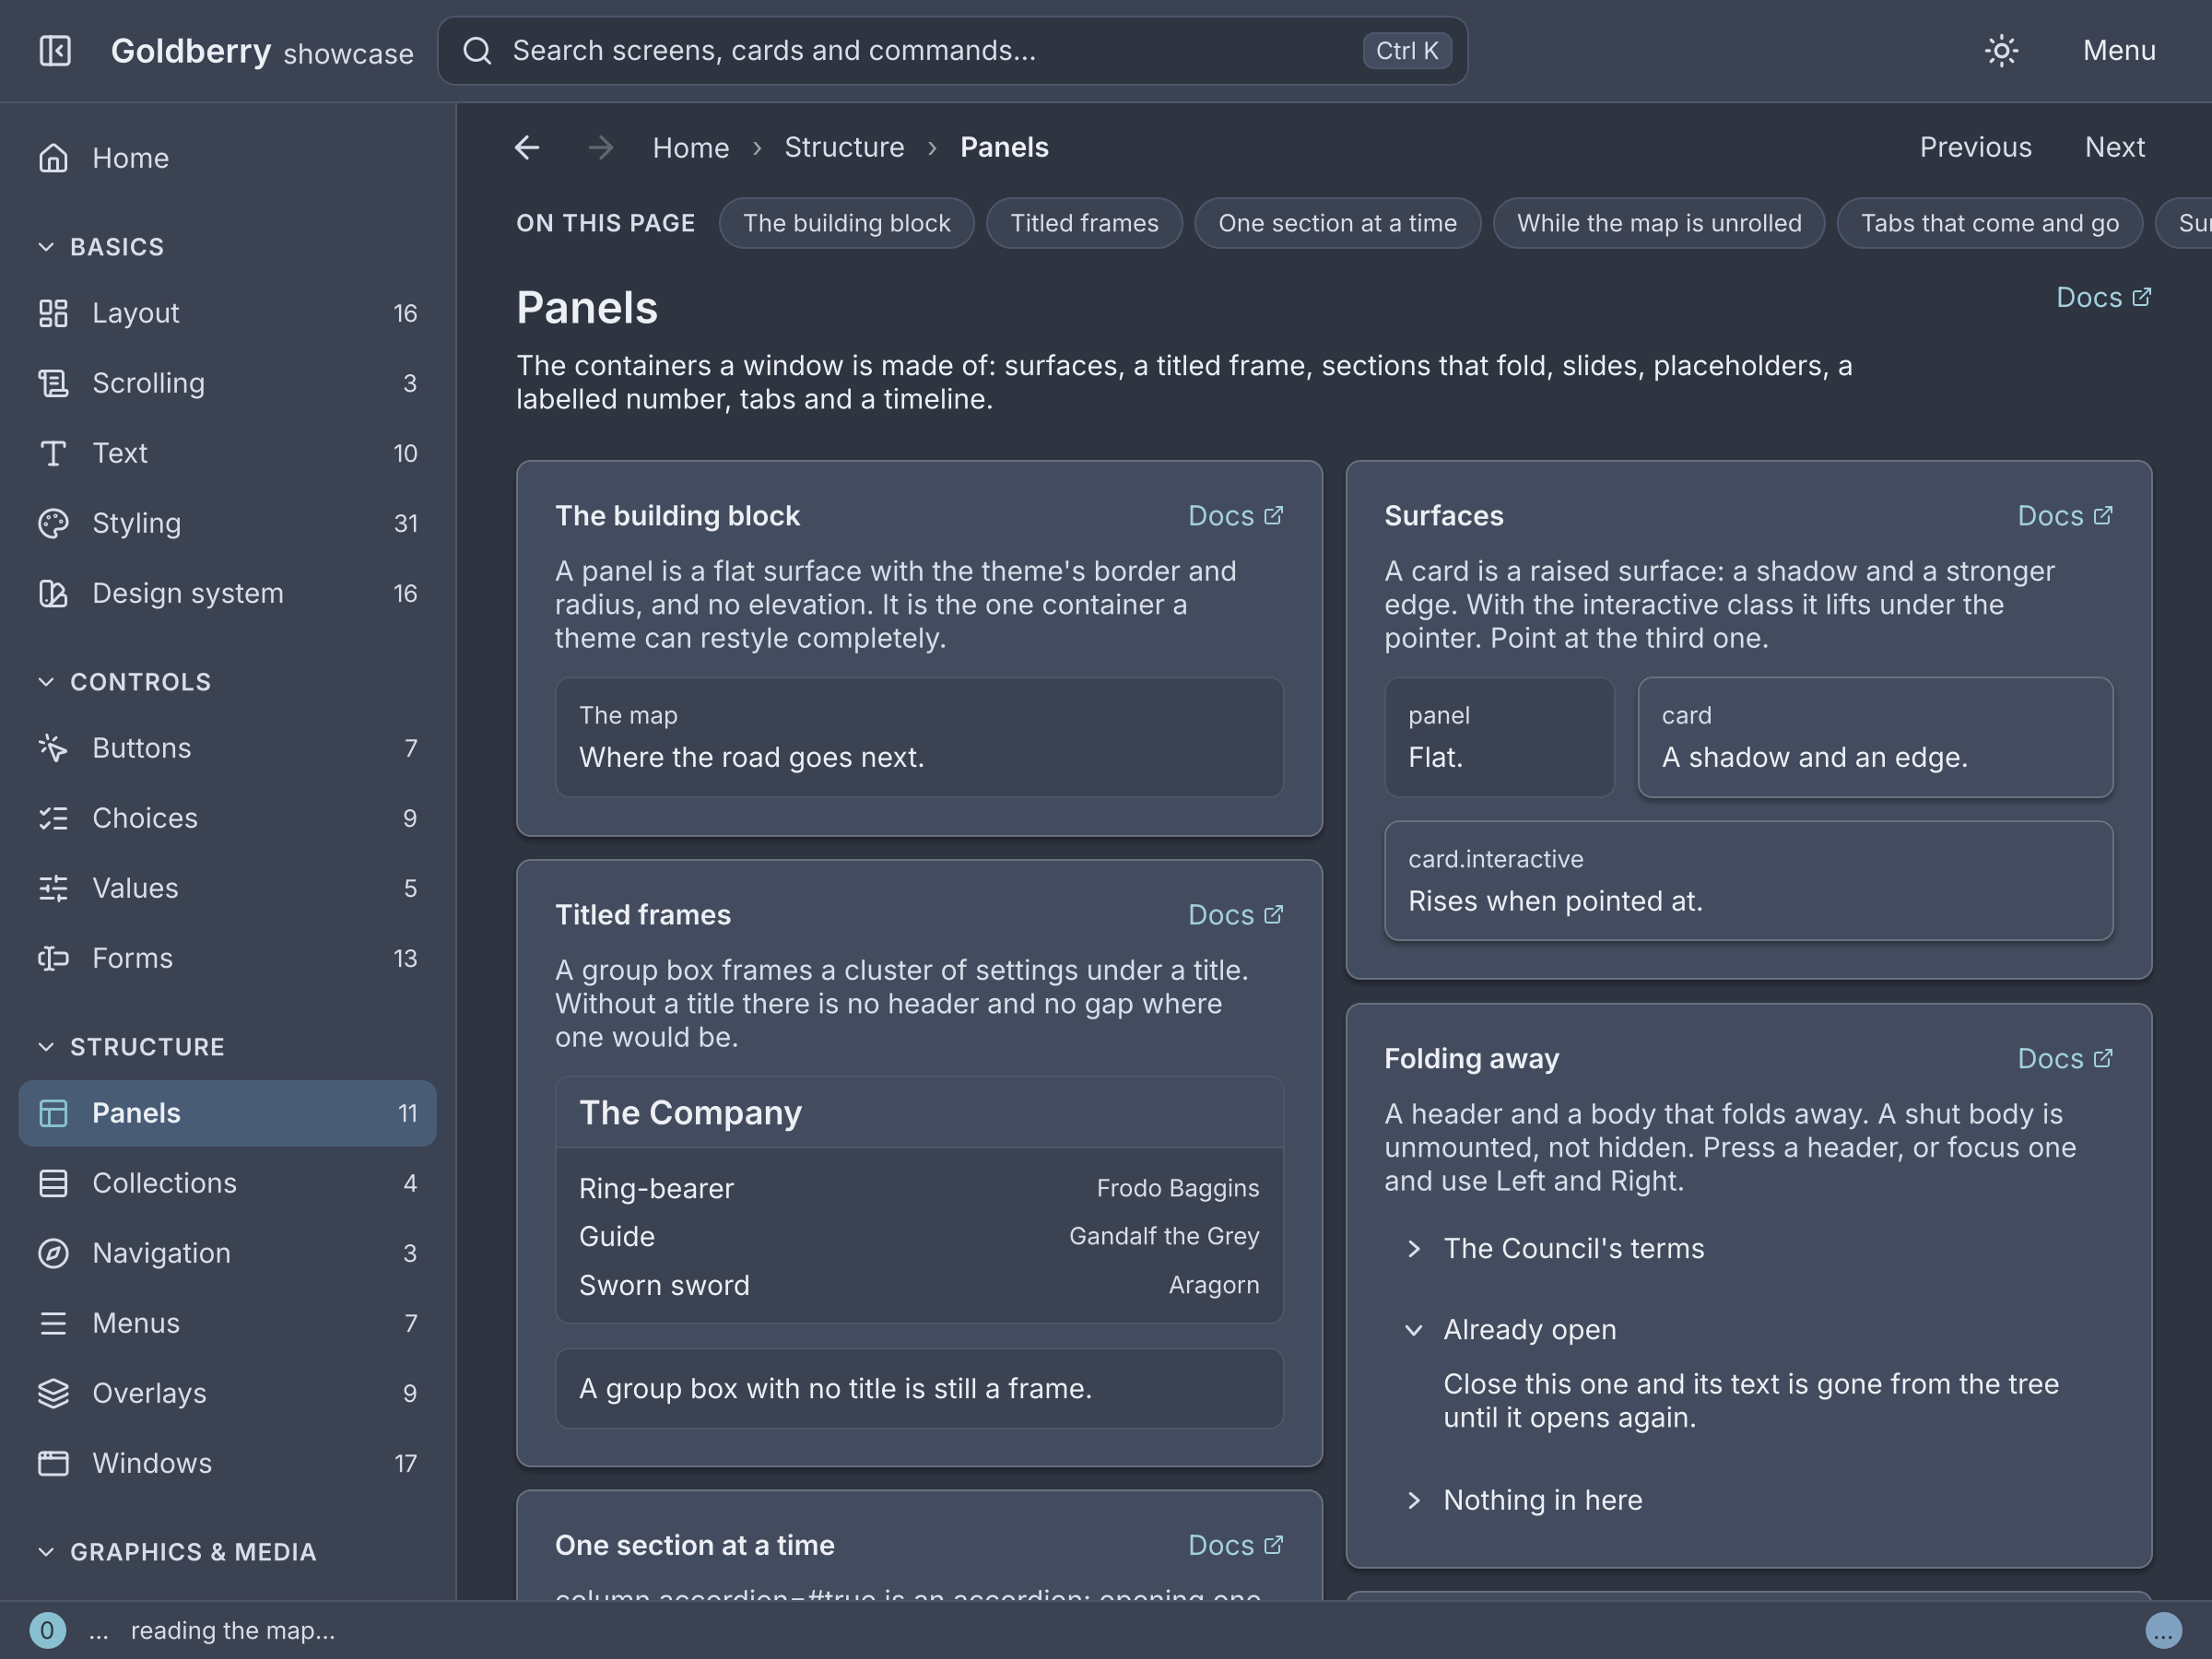 Goldberry showcase
Search screens, cards and commands...
Ctrl K
Menu
Home
BASICS
Layout 16
Scrolling 3
Text 10
Styling 31
Design system 16
CONTROLS
Buttons 7
Choices 9
Values 5
Forms 13
STRUCTURE
Panels 11
Collections 4
Navigation 3
Menus 7
Overlays 9
Windows 17
GRAPHICS & MEDIA
Home › Structure › Panels
Previous
Next
ON THIS PAGE
The building block
Titled frames
One section at a time
While the map is unrolled
Tabs that come and go
Panels
Docs
The containers a window is made of: surfaces, a titled frame, sections that fold, slides, placeholders, a
labelled number, tabs and a timeline.
The building block
Docs
A panel is a flat surface with the theme's border and
radius, and no elevation. It is the one container a
theme can restyle completely.
The map
Where the road goes next.
Titled frames
Docs
A group box frames a cluster of settings under a title.
Without a title there is no header and no gap where
one would be.
The Company
Ring-bearer Frodo Baggins
Guide Gandalf the Grey
Sworn sword Aragorn
A group box with no title is still a frame.
One section at a time
Docs
column accordion=#true is an accordion: opening one
Surfaces
Docs
A card is a raised surface: a shadow and a stronger
edge. With the interactive class it lifts under the
pointer. Point at the third one.
panel
Flat.
card
A shadow and an edge.
card.interactive
Rises when pointed at.
Folding away
Docs
A header and a body that folds away. A shut body is
unmounted, not hidden. Press a header, or focus one
and use Left and Right.
The Council's terms
Already open
Close this one and its text is gone from the tree
until it opens again.
Nothing in here
0 ... reading the map...
...